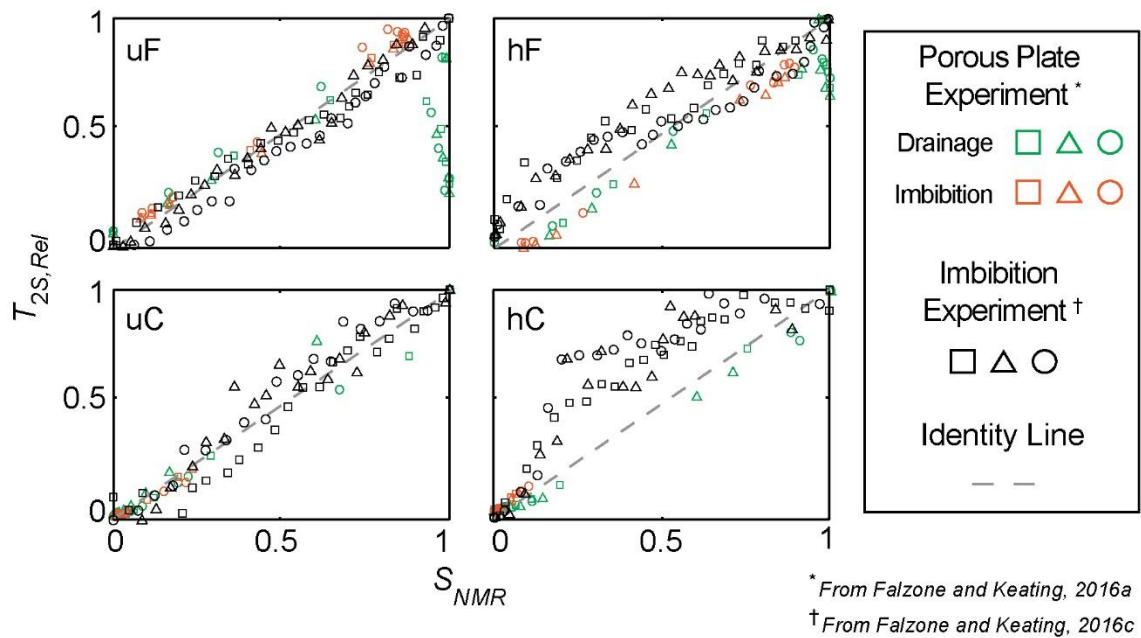 uF
hF
1
0.5
0
T2S,Rel
uC
hC
1
0.5
0
0
0.5
1
0
0.5
1
SNMR
Porous Plate
Experiment *
Drainage
Imbibition
Imbibition
Experiment †
Identity Line
* From Falzone and Keating, 2016a
† From Falzone and Keating, 2016c